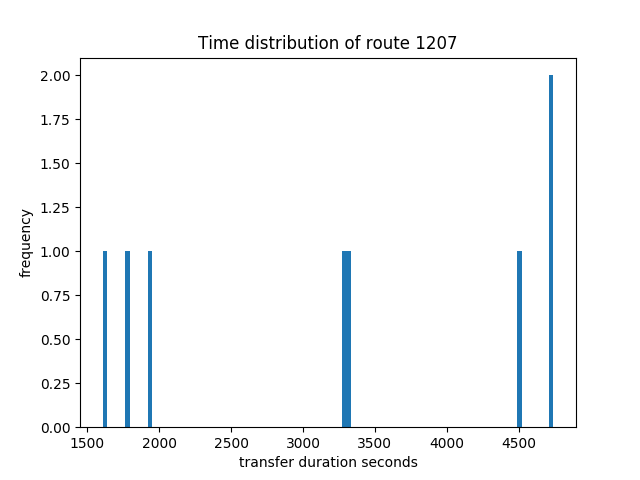 Time distribution of route 1207
2.00
1.75
1.50
1.25
1.00
0.75
0.50
0.25
0.00
frequency
1500 2000 2500 3000 3500 4000 4500
transfer duration seconds